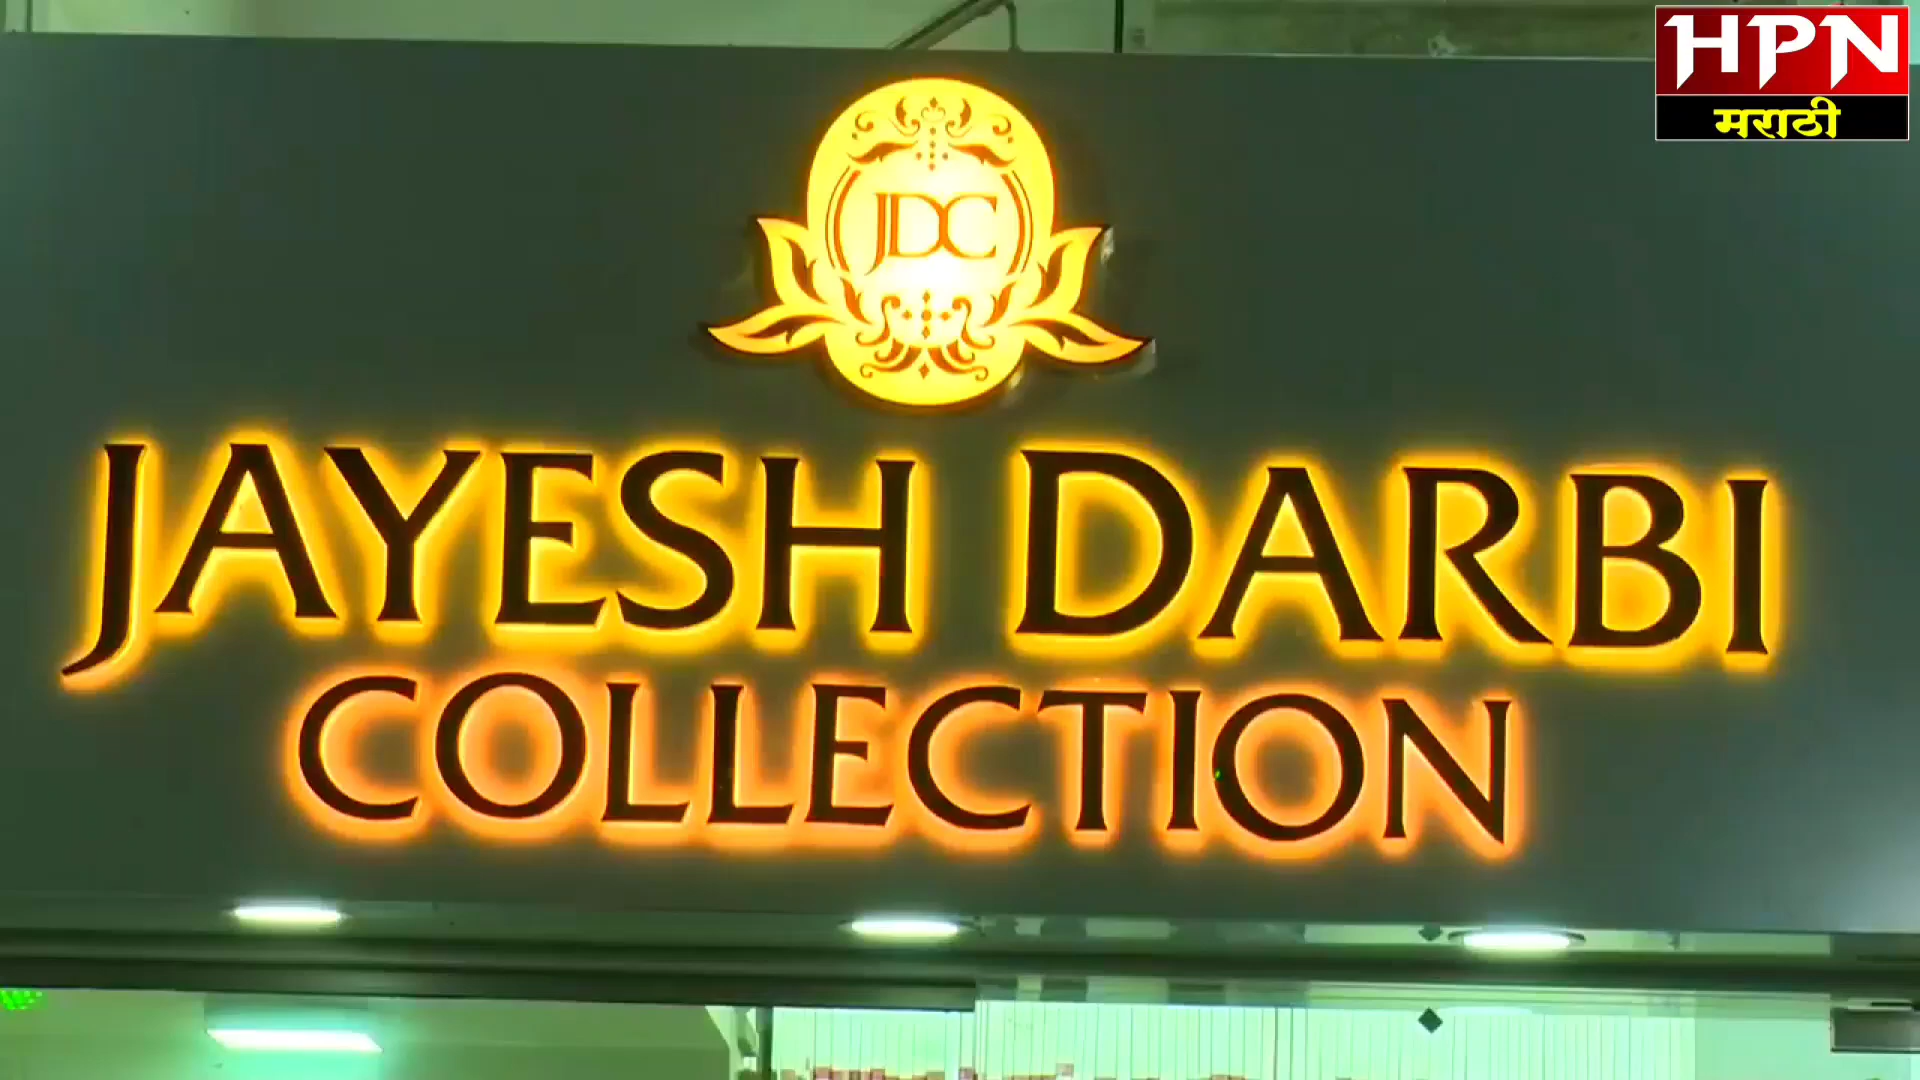 HPN
मराठी
JDC
JAYESH DARBI
COLLECTION